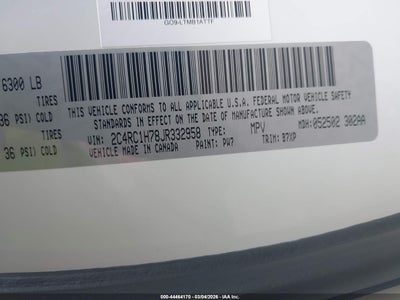 GO9-LTMB1ATTF
6300 LB
TIRES
36 PSI) COLD
TIRES
36 PSI) COLD
THIS VEHICLE CONFORMS TO ALL APPLICABLE U.S.A. FEDERAL MOTOR VEHICLE SAFETY
STANDARDS IN EFFECT ON THE DATE OF MANUFACTURE SHOWN ABOVE.
VIN: 2C4RC1H78JR332958 TYPE: MPV MDH: 052502 302AA
VEHICLE MADE IN CANADA PAINT: PW7 TRIM: B7XP
000-44464170 - 03/04/2026 - IAA Inc.